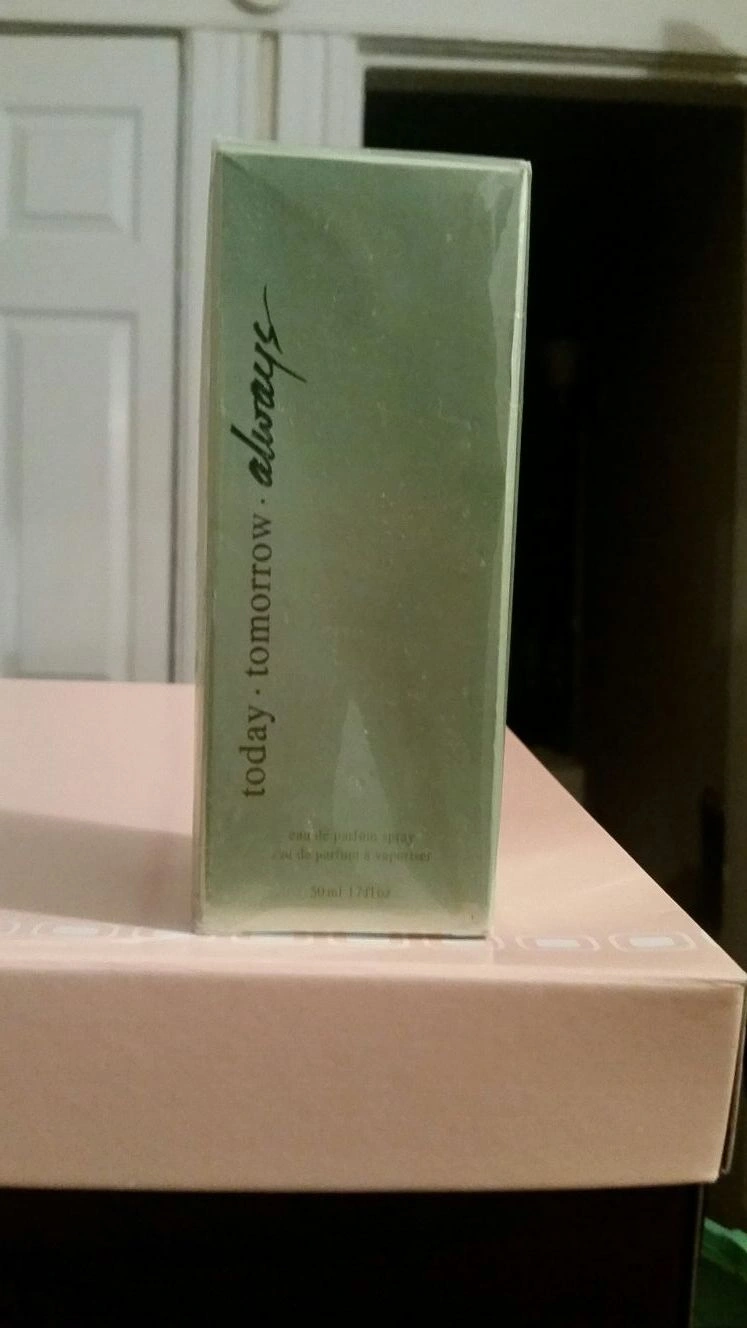 today · tomorrow · always
eau de parfum spray
eau de parfum à vaporiser
50 ml 1.7 fl oz